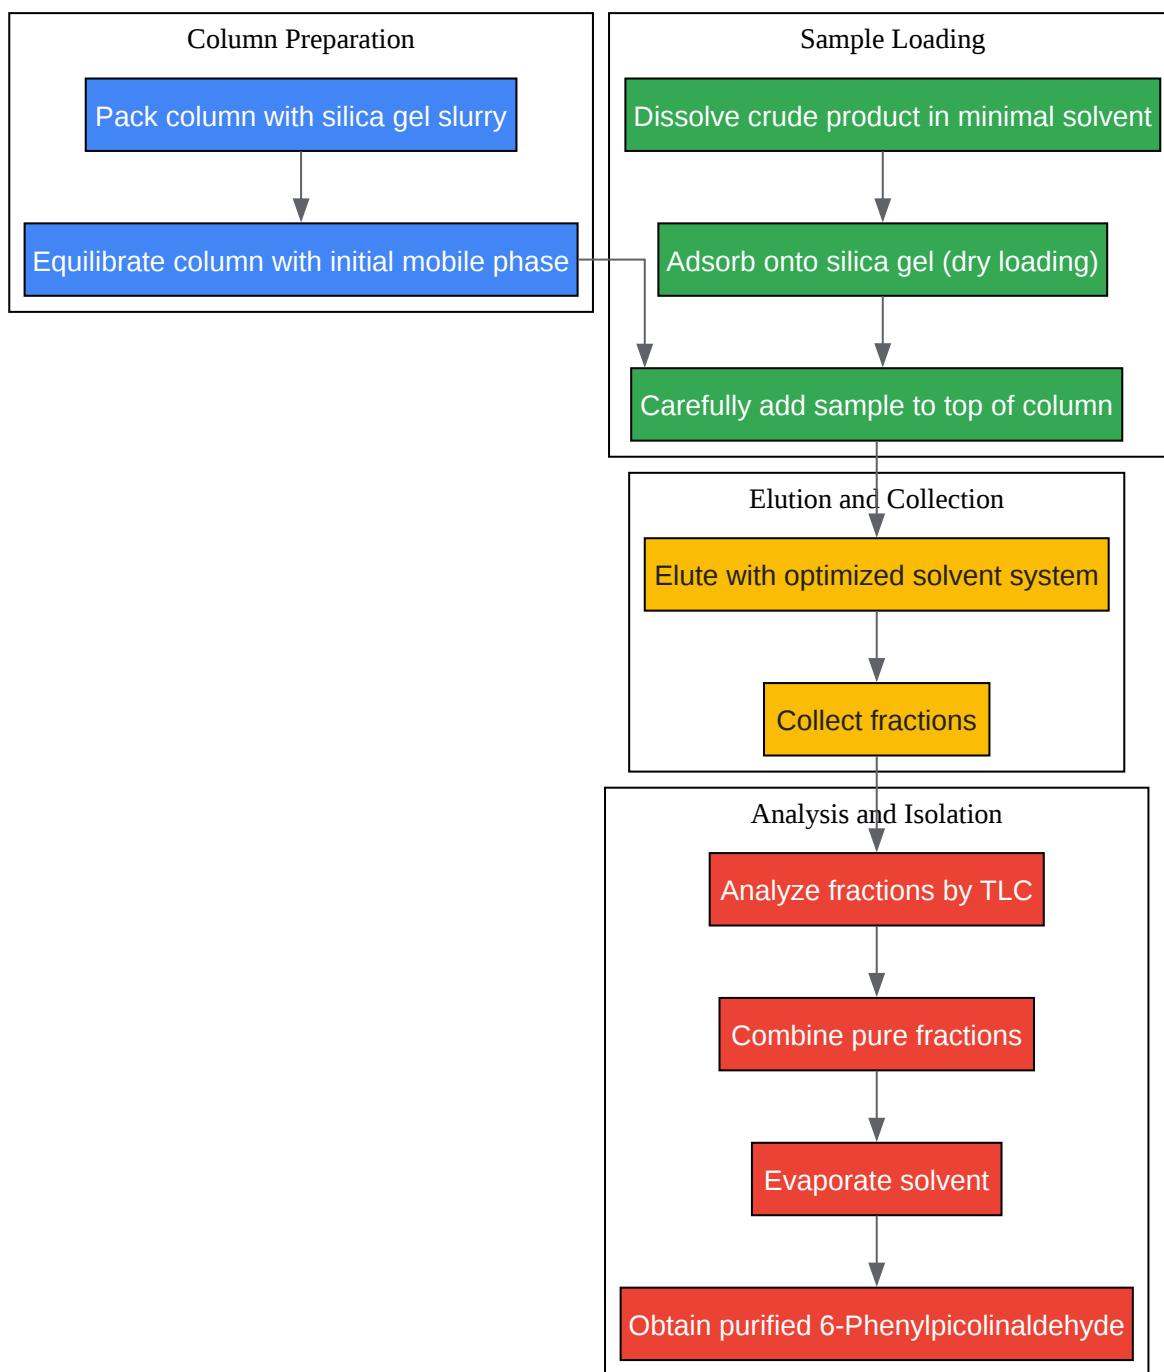 Column Preparation
Pack column with silica gel slurry
Equilibrate column with initial mobile phase
Sample Loading
Dissolve crude product in minimal solvent
Adsorb onto silica gel (dry loading)
Carefully add sample to top of column
Elution and Collection
Elute with optimized solvent system
Collect fractions
Analysis and Isolation
Analyze fractions by TLC
Combine pure fractions
Evaporate solvent
Obtain purified 6-Phenylpicolinaldehyde